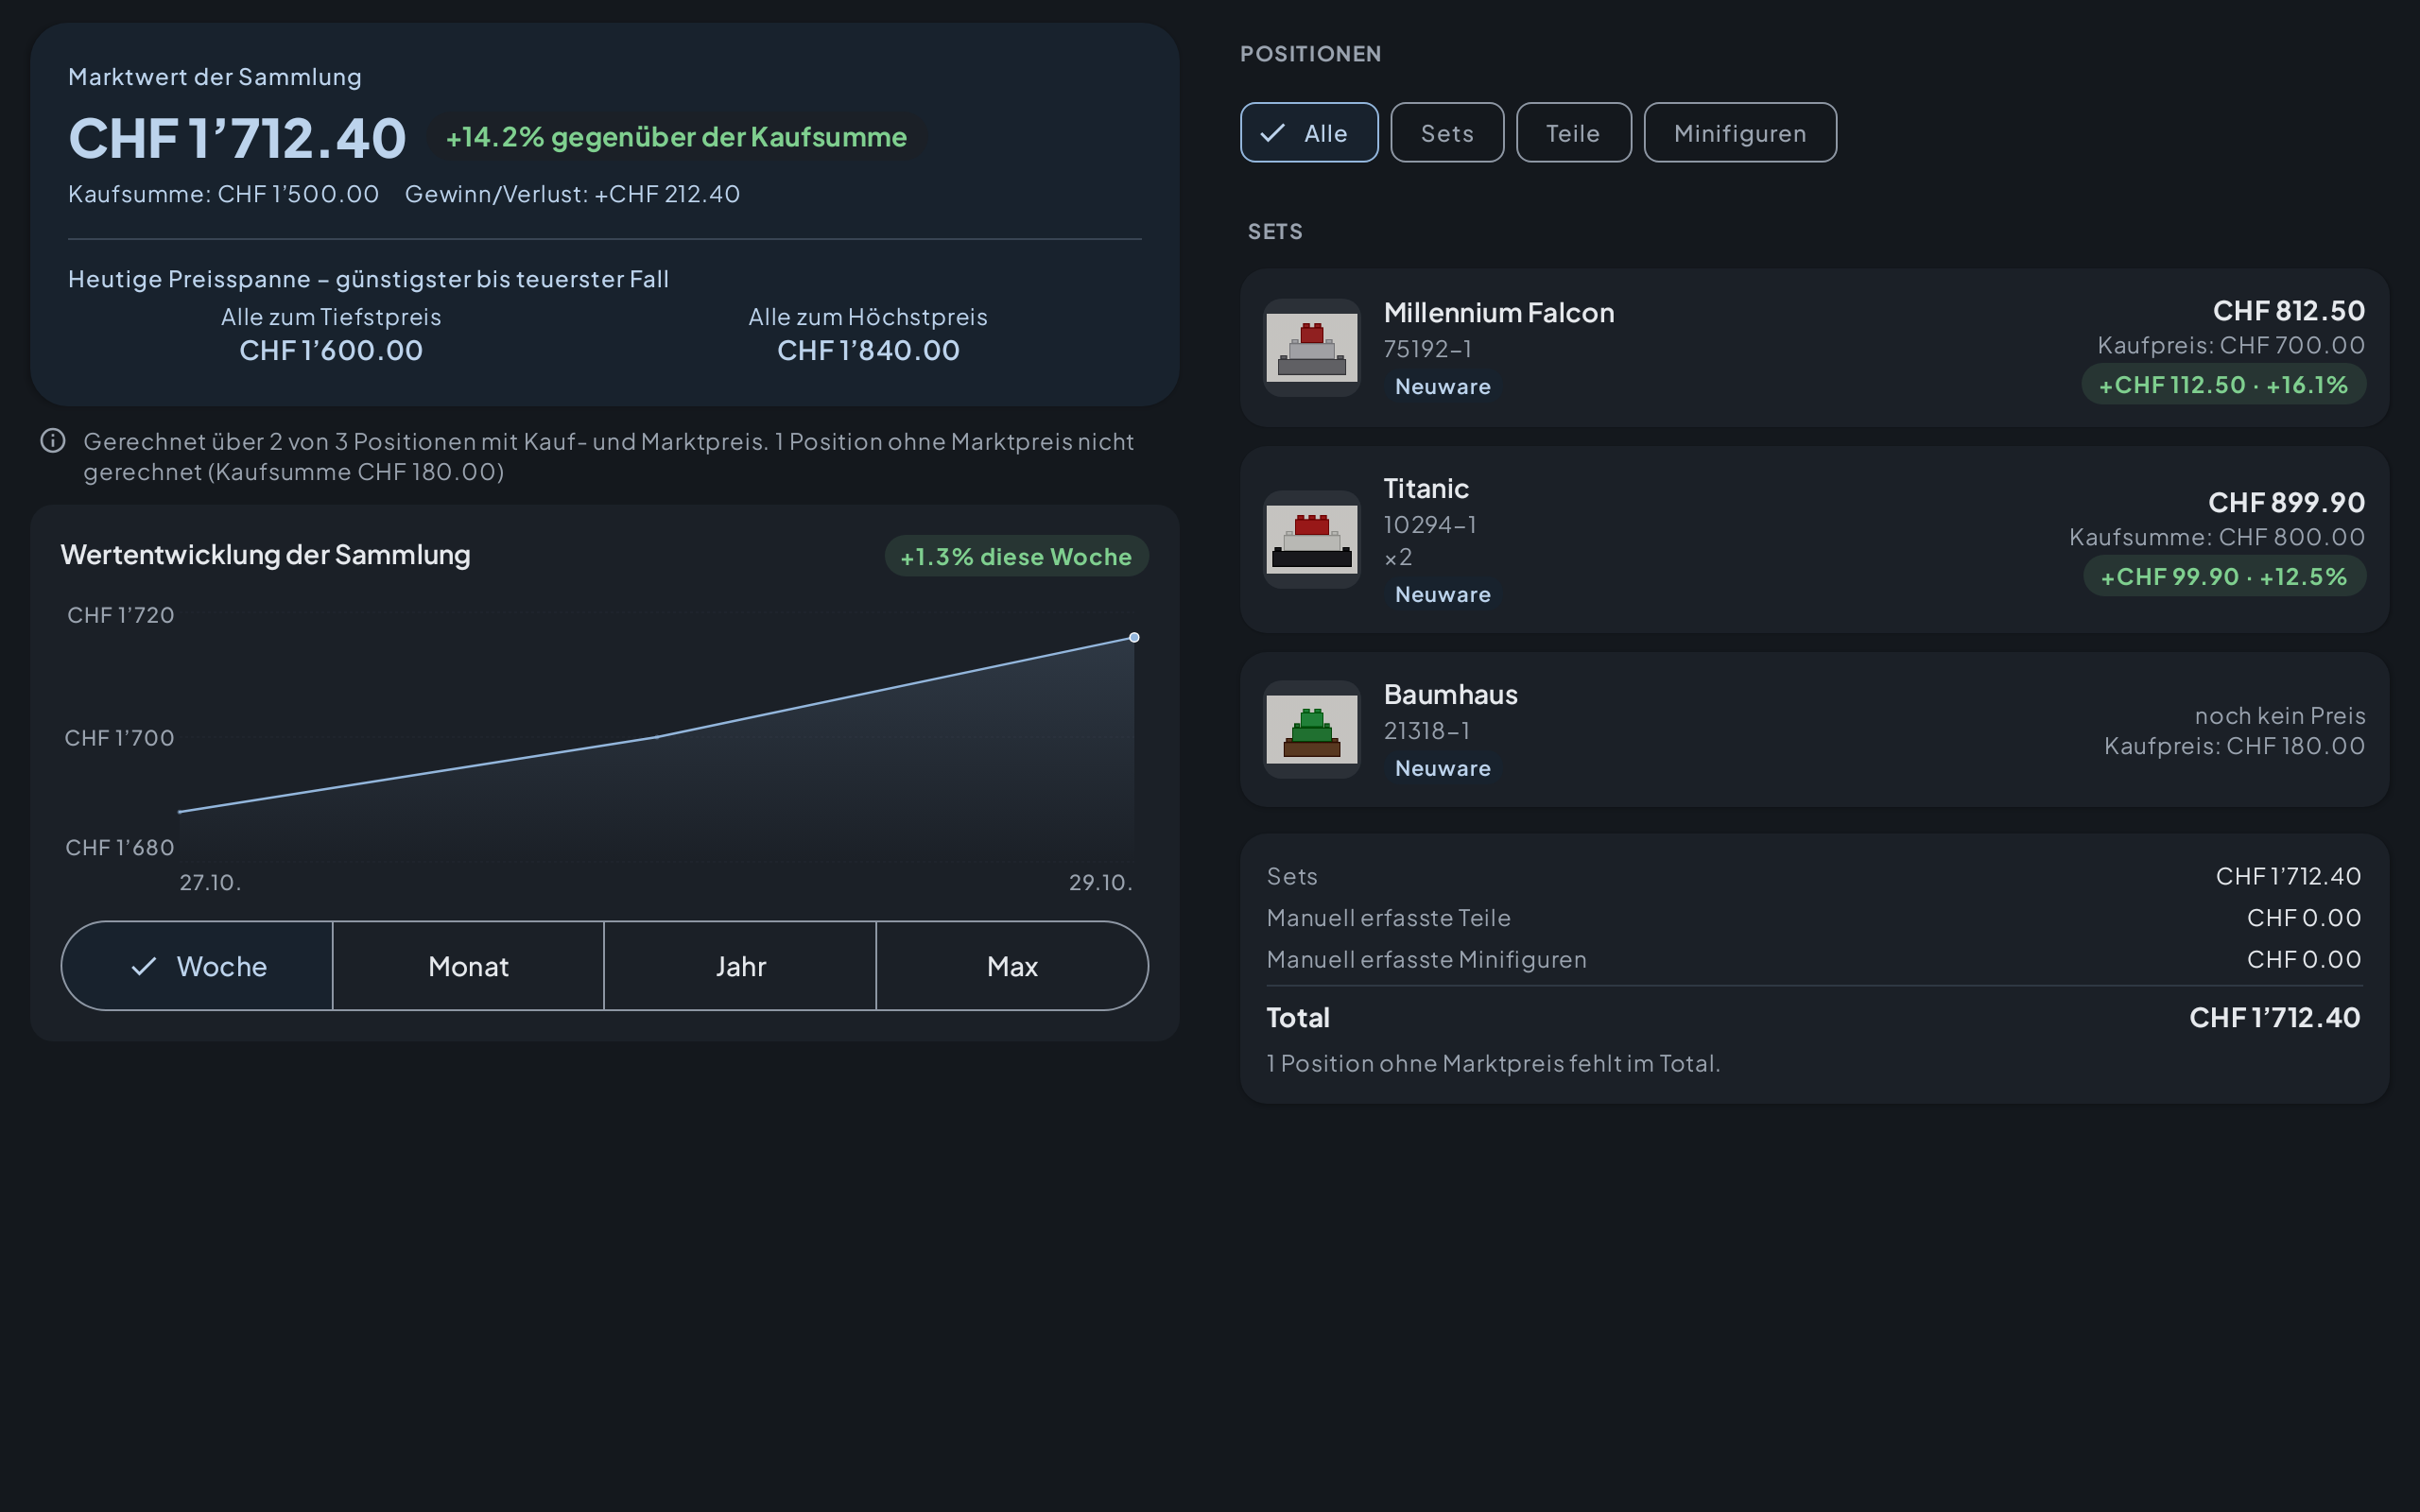 Marktwert der Sammlung
CHF 1’712.40
+14.2% gegenüber der Kaufsumme
Kaufsumme: CHF 1’500.00
Gewinn/Verlust: +CHF 212.40
Heutige Preisspanne – günstigster bis teuerster Fall
Alle zum Tiefstpreis
CHF 1’600.00
Alle zum Höchstpreis
CHF 1’840.00
Gerechnet über 2 von 3 Positionen mit Kauf- und Marktpreis. 1 Position ohne Marktpreis nicht
gerechnet (Kaufsumme CHF 180.00)
Wertentwicklung der Sammlung
+1.3% diese Woche
CHF 1’720
CHF 1’700
CHF 1’680
27.10.
29.10.
Woche
Monat
Jahr
Max
POSITIONEN
Alle
Sets
Teile
Minifiguren
SETS
Millennium Falcon
75192–1
Neuware
CHF 812.50
Kaufpreis: CHF 700.00
+CHF 112.50 · +16.1%
Titanic
10294–1
×2
Neuware
CHF 899.90
Kaufsumme: CHF 800.00
+CHF 99.90 · +12.5%
Baumhaus
21318–1
Neuware
noch kein Preis
Kaufpreis: CHF 180.00
Sets
CHF 1’712.40
Manuell erfasste Teile
CHF 0.00
Manuell erfasste Minifiguren
CHF 0.00
Total
CHF 1’712.40
1 Position ohne Marktpreis fehlt im Total.